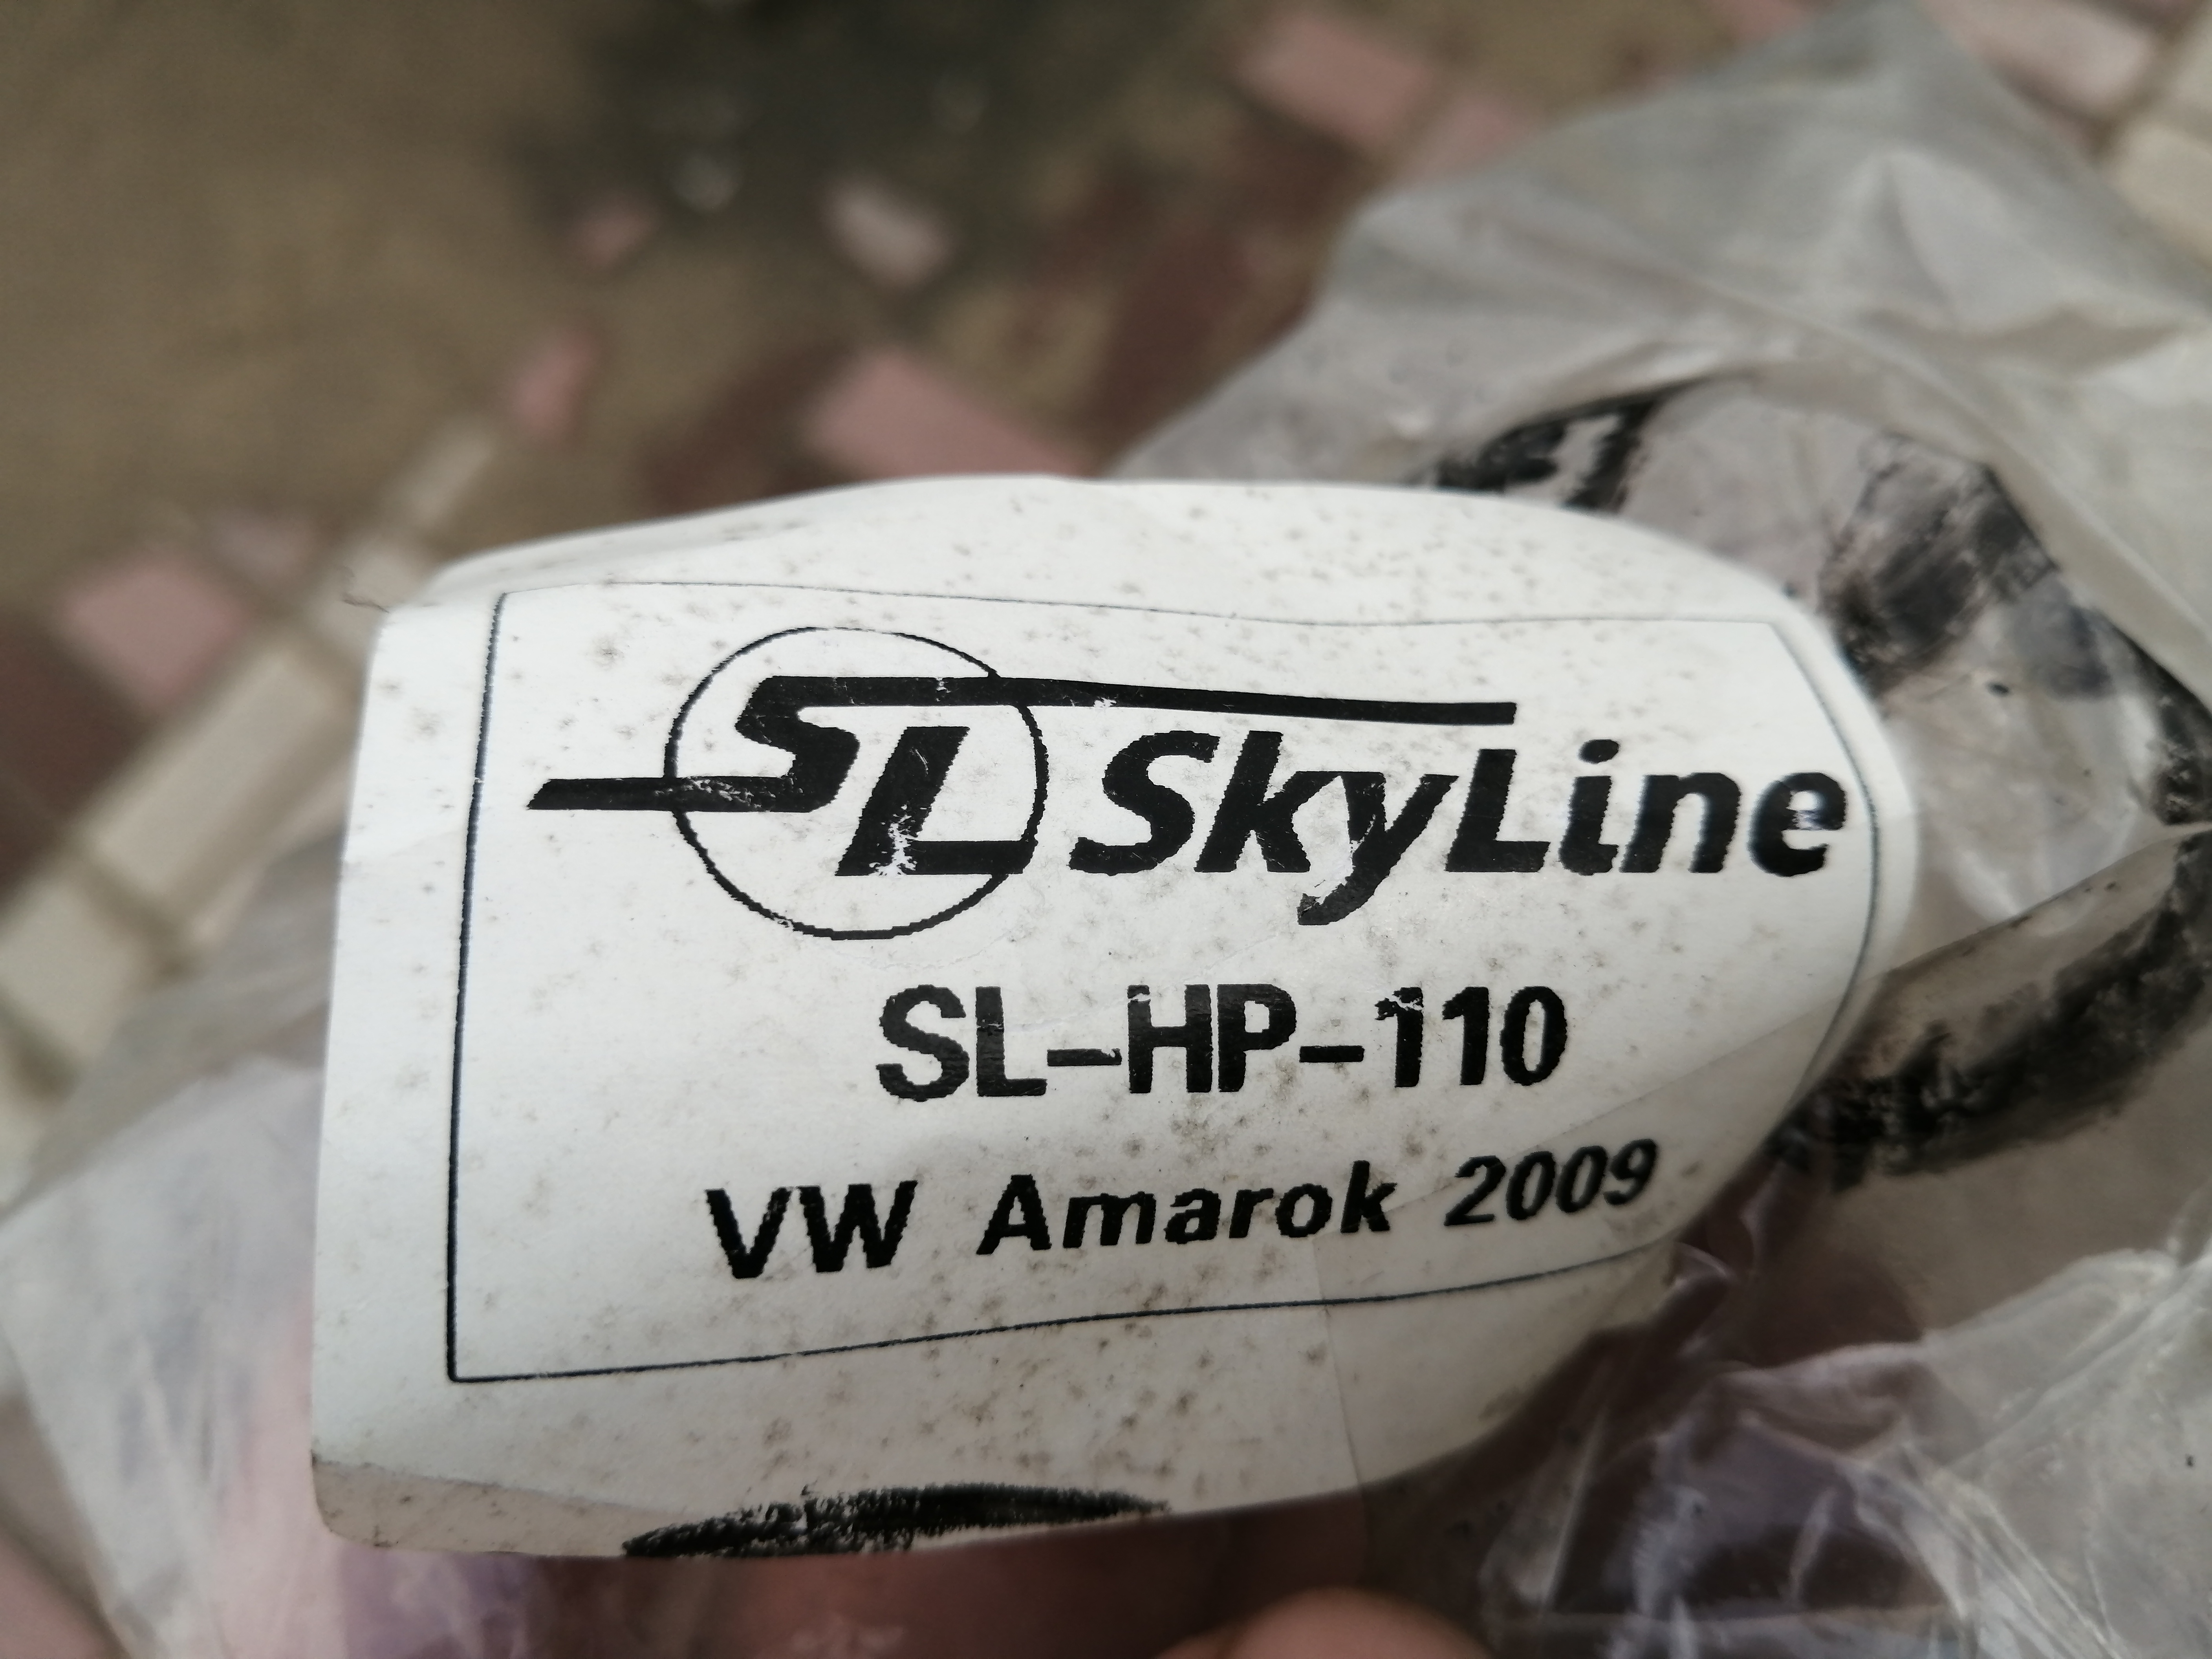 SL SkyLine
SL-HP-110
VW Amarok 2009